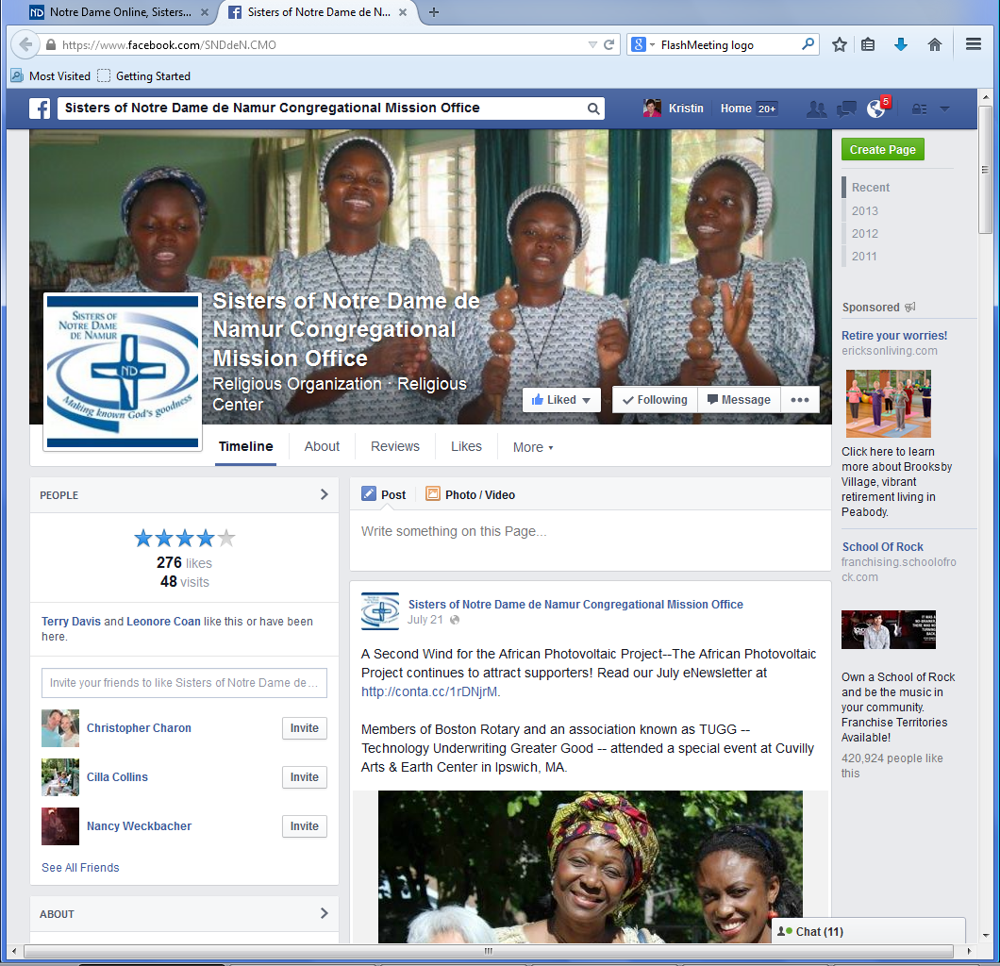 Notre Dame Online, Sisters...
Sisters of Notre Dame de N...
https://www.facebook.com/SNDdeN.CMO
FlashMeeting logo
Most Visited
Getting Started
Sisters of Notre Dame de Namur Congregational Mission Office
Kristin
Home 20+
5
Sisters of Notre Dame de
Namur Congregational
Mission Office
Religious Organization · Religious
Center
SISTERS OF
NOTRE DAME
DE NAMUR
ND
Making known God's goodness
Liked
Following
Message
Timeline
About
Reviews
Likes
More
Create Page
Recent
2013
2012
2011
PEOPLE
276 likes
48 visits
Terry Davis and Leonore Coan like this or have been
here.
Invite your friends to like Sisters of Notre Dame de ...
Christopher Charon
Invite
Cilla Collins
Invite
Nancy Weckbacher
Invite
See All Friends
ABOUT
Post
Photo / Video
Write something on this Page...
Sisters of Notre Dame de Namur Congregational Mission Office
July 21
A Second Wind for the African Photovoltaic Project--The African Photovoltaic
Project continues to attract supporters! Read our July eNewsletter at
http://conta.cc/1rDNjrM.
Members of Boston Rotary and an association known as TUGG --
Technology Underwriting Greater Good -- attended a special event at Cuvilly
Arts & Earth Center in Ipswich, MA.
Sponsored
Retire your worries!
ericksonliving.com
Click here to learn
more about Brooksby
Village, vibrant
retirement living in
Peabody.
School Of Rock
franchising.schoolofro
ck.com
Own a School of Rock
and be the music in
your community.
Franchise Territories
Available!
420,924 people like
this
Chat (11)